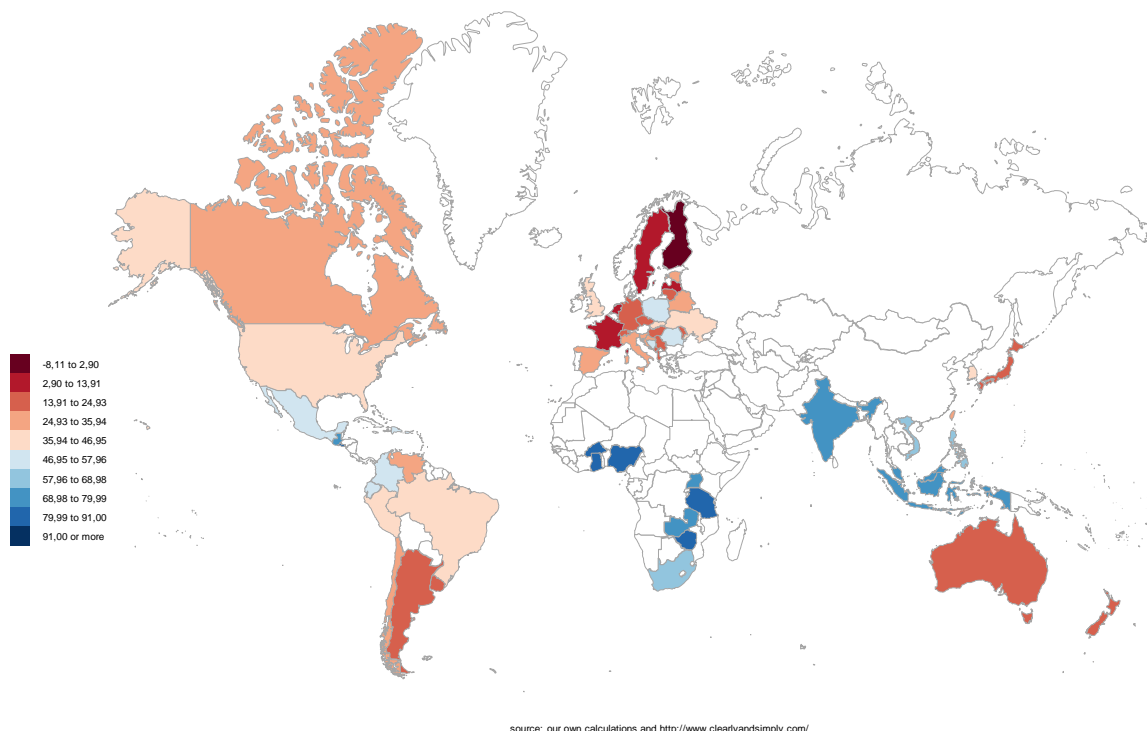 -8,11 to 2,90
2,90 to 13,91
13,91 to 24,93
24,93 to 35,94
35,94 to 46,95
46,95 to 57,96
57,96 to 68,98
68,98 to 79,99
79,99 to 91,00
91,00 or more
source: our own calculations and http://www.clearlyandsimply.com/